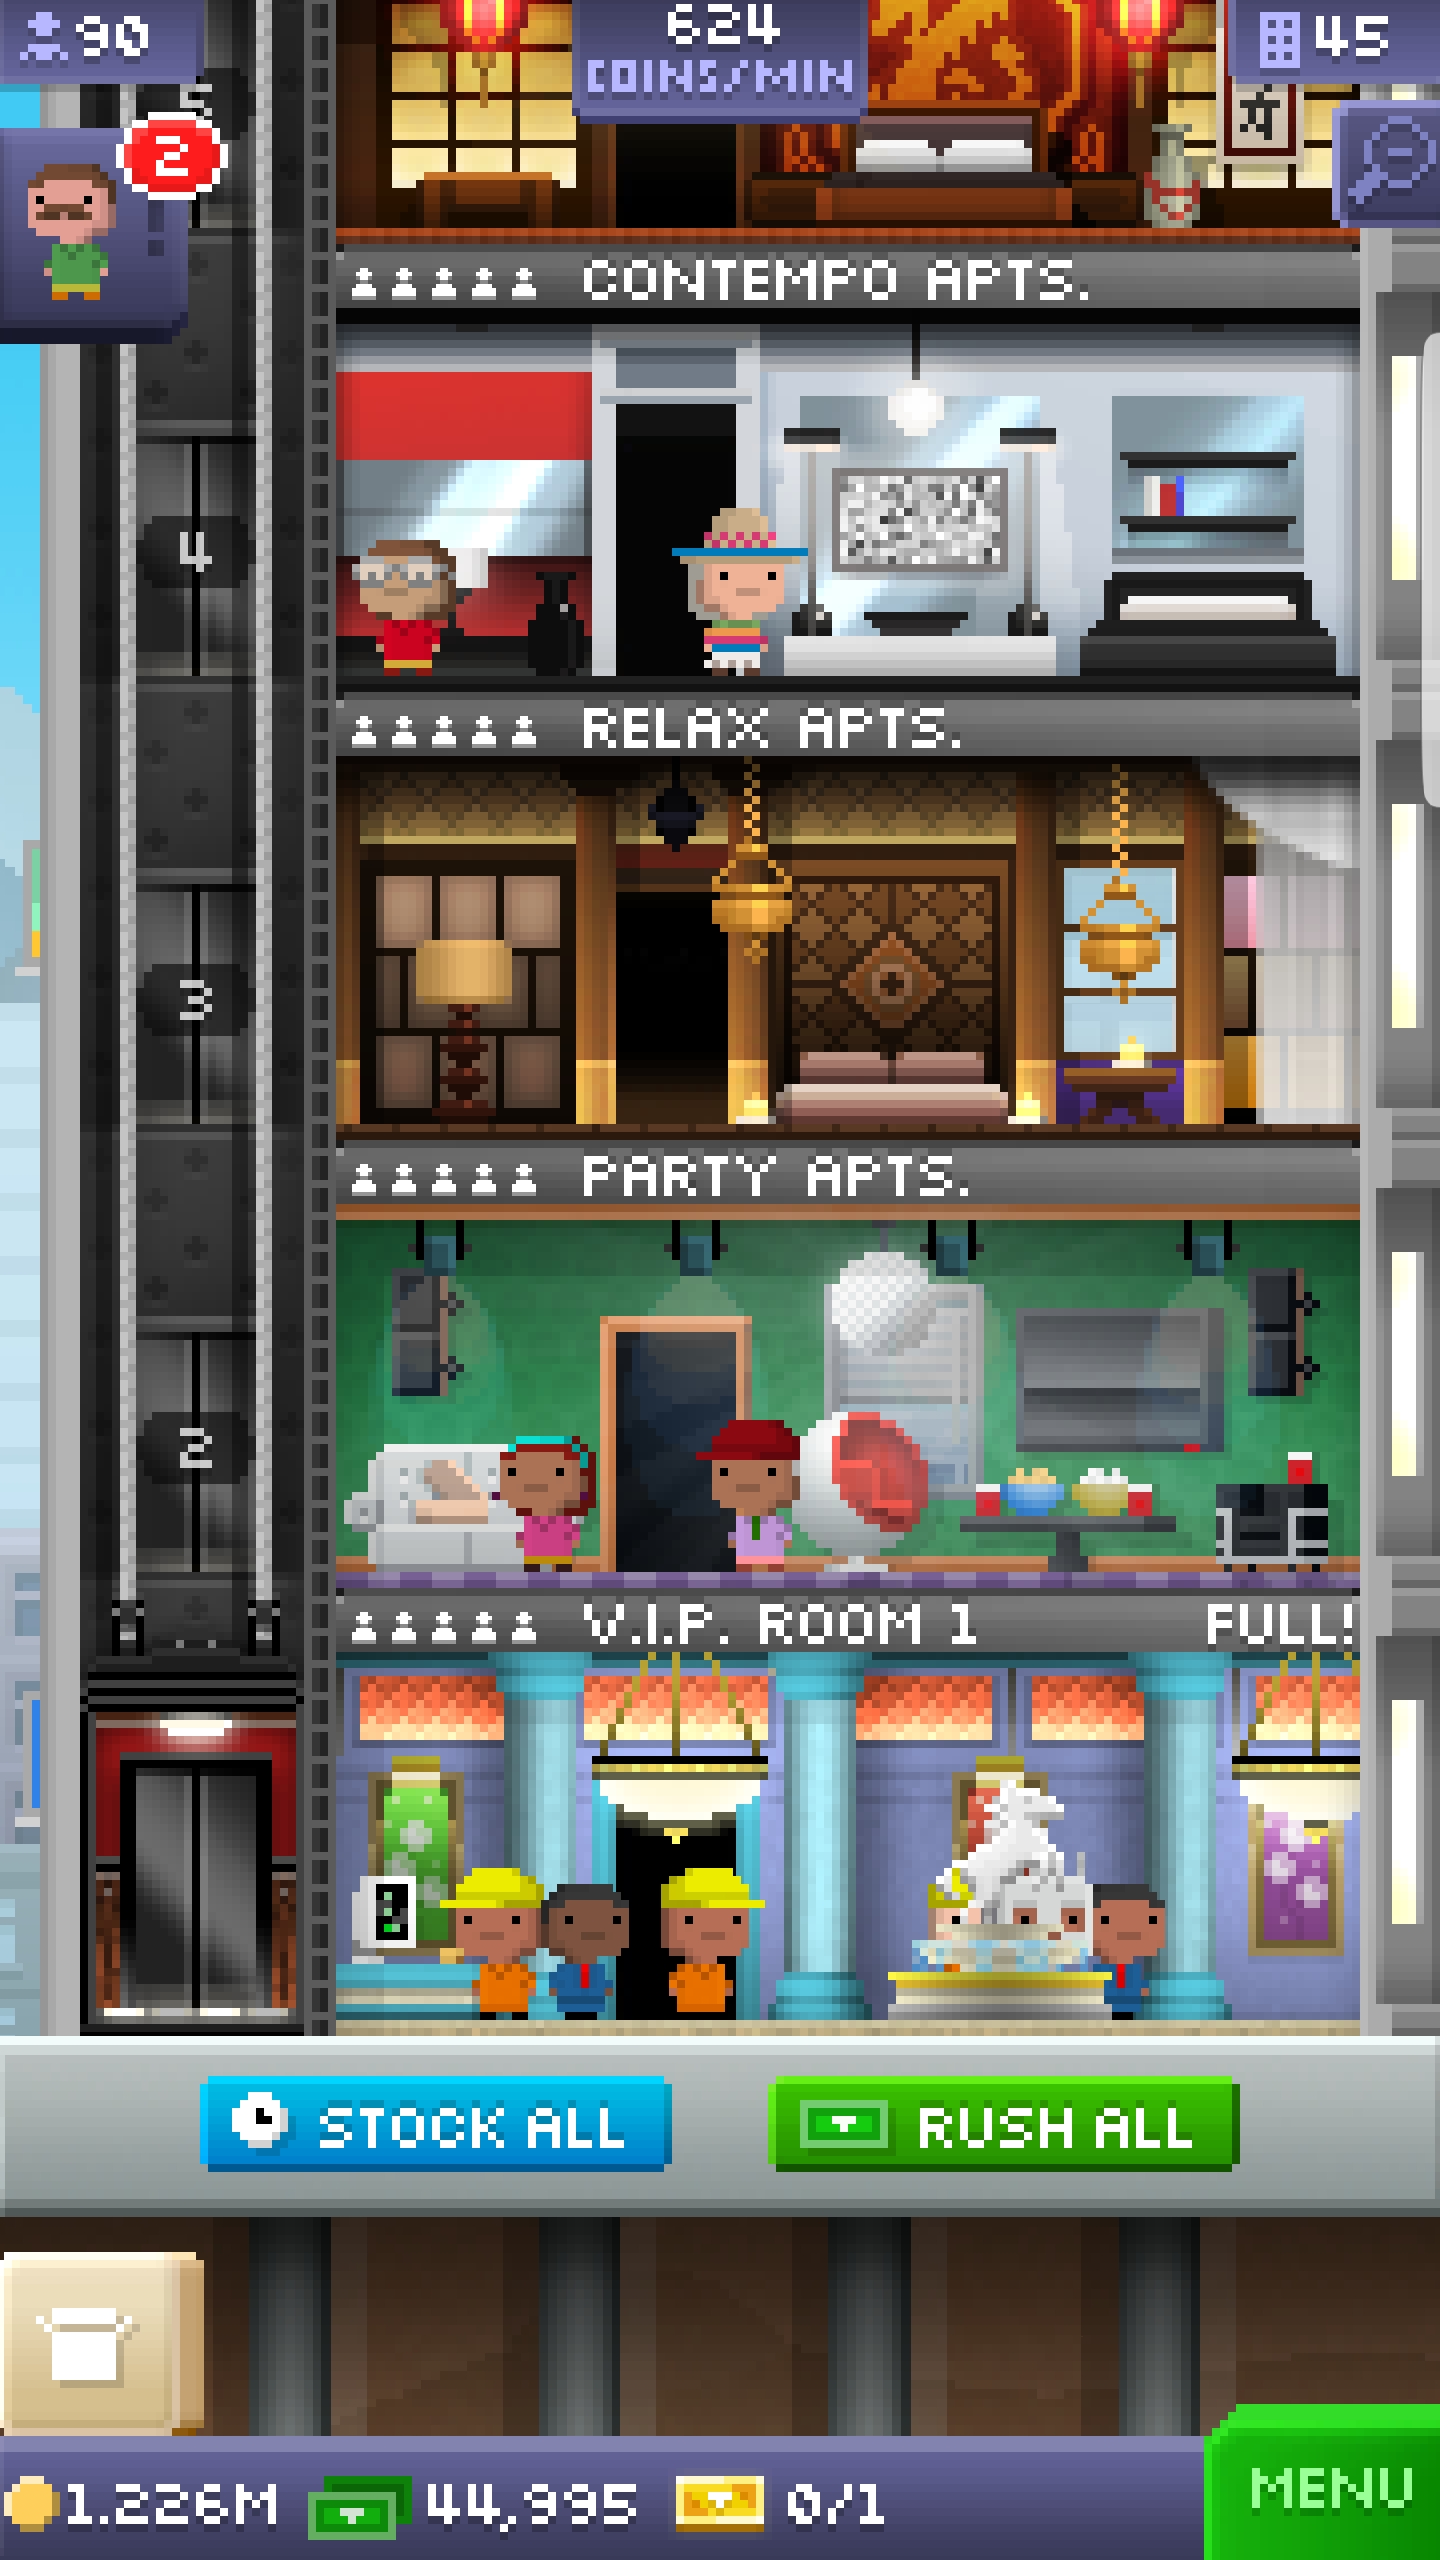 90
624
COINS/MIN
45
5
2
CONTEMPO APTS.
4
RELAX APTS.
3
PARTY APTS.
2
V.I.P. ROOM 1 FULL!
STOCK ALL
RUSH ALL
1.226M 44,995 0/1
MENU